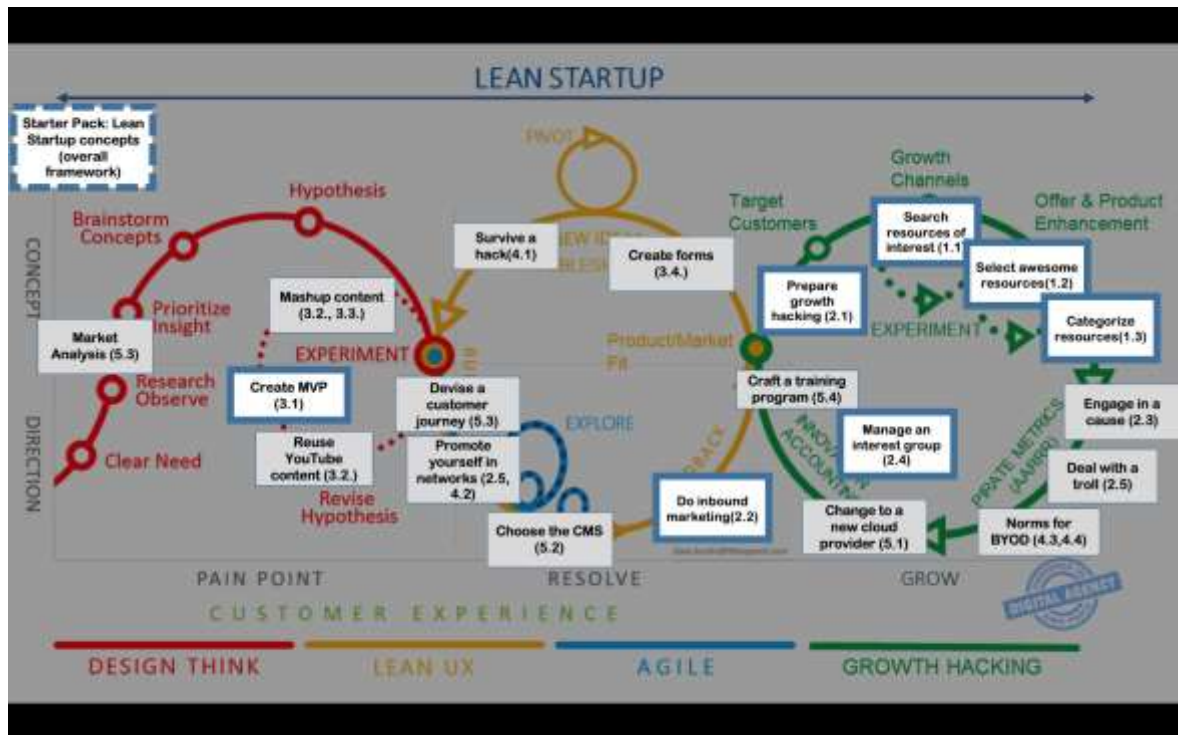 LEAN STARTUP
Starter Pack: Lean
Startup concepts
(overall
framework)
PIVOT
Hypothesis
Brainstorm
Concepts
Prioritize
Insight
Market
Analysis (5.3)
Research
Observe
Clear Need
CONCEPT
DIRECTION
Mashup content
(3.2., 3.3.)
EXPERIMENT
Create MVP
(3.1)
Reuse
YouTube
content (3.2.)
Revise
Hypothesis
Survive a
hack(4.1)
NEW
Create forms
(3.4.)
Devise a
customer
journey (5.3)
Promote
yourself in
networks (2.5,
4.2)
EXPLORE
Choose the CMS
(5.2)
Product/Market
Fit
Do inbound
marketing(2.2)
Target
Customers
Growth
Channels
Offer & Product
Enhancement
Search
resources of
interest (1.1)
Select awesome
resources(1.2)
Prepare
growth
hacking (2.1)
EXPERIMENT
Categorize
resources(1.3)
Craft a training
program (5.4)
Manage an
interest group
(2.4)
Engage in a
cause (2.3)
PIRATE METRICS
(AARRR)
Deal with a
troll (2.5)
Change to a
new cloud
provider (5.1)
Norms for
BYOD (4.3,4.4)
PAIN POINT
RESOLVE
GROW
CUSTOMER EXPERIENCE
DIGITAL AGENCY
DESIGN THINK
LEAN UX
AGILE
GROWTH HACKING